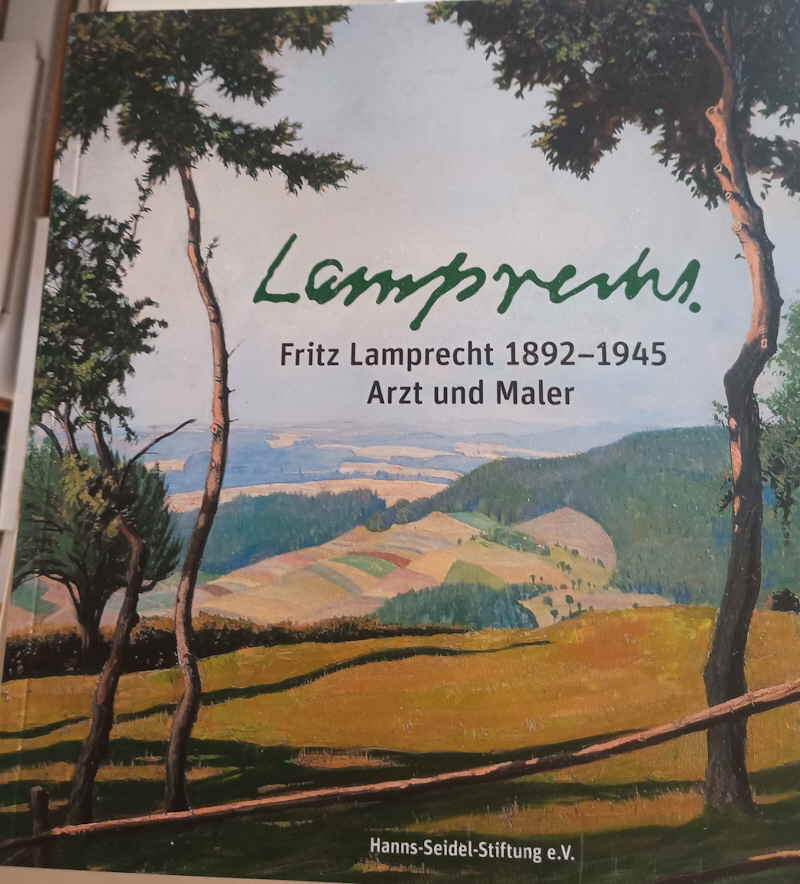 Lamprecht.
Fritz Lamprecht 1892–1945
Arzt und Maler
Hanns-Seidel-Stiftung e.V.